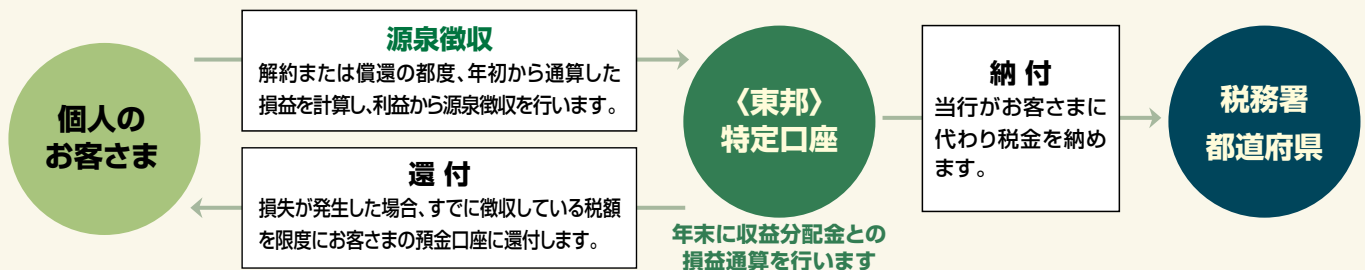 個人の
お客さま
源泉徴収
解約または償還の都度、年初から通算した
損益を計算し、利益から源泉徴収を行います。
還 付
損失が発生した場合、すでに徴収している税額
を限度にお客さまの預金口座に還付します。
〈東邦〉
特定口座
年末に収益分配金との
損益通算を行います
納 付
当行がお客さまに
代わり税金を納め
ます。
税務署
都道府県